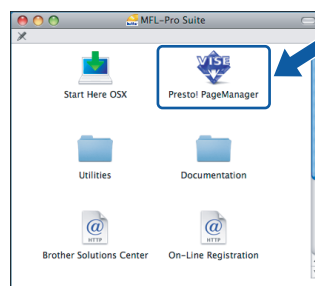 MFL-Pro Suite
VISE
Start Here OSX
Presto! PageManager
Utilities
Documentation
@
HTTP
@
HTTP
Brother Solutions Center
On-Line Registration